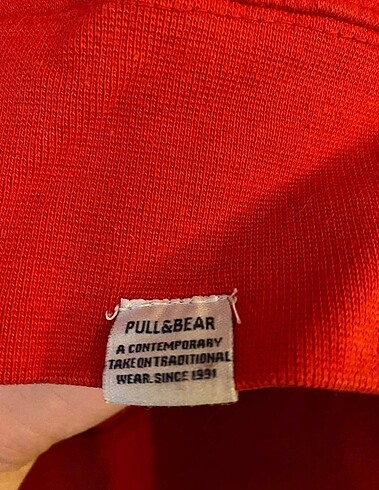 PULL&BEAR
A CONTEMPORARY
TAKE ON TRADITIONAL
WEAR. SINCE 1991